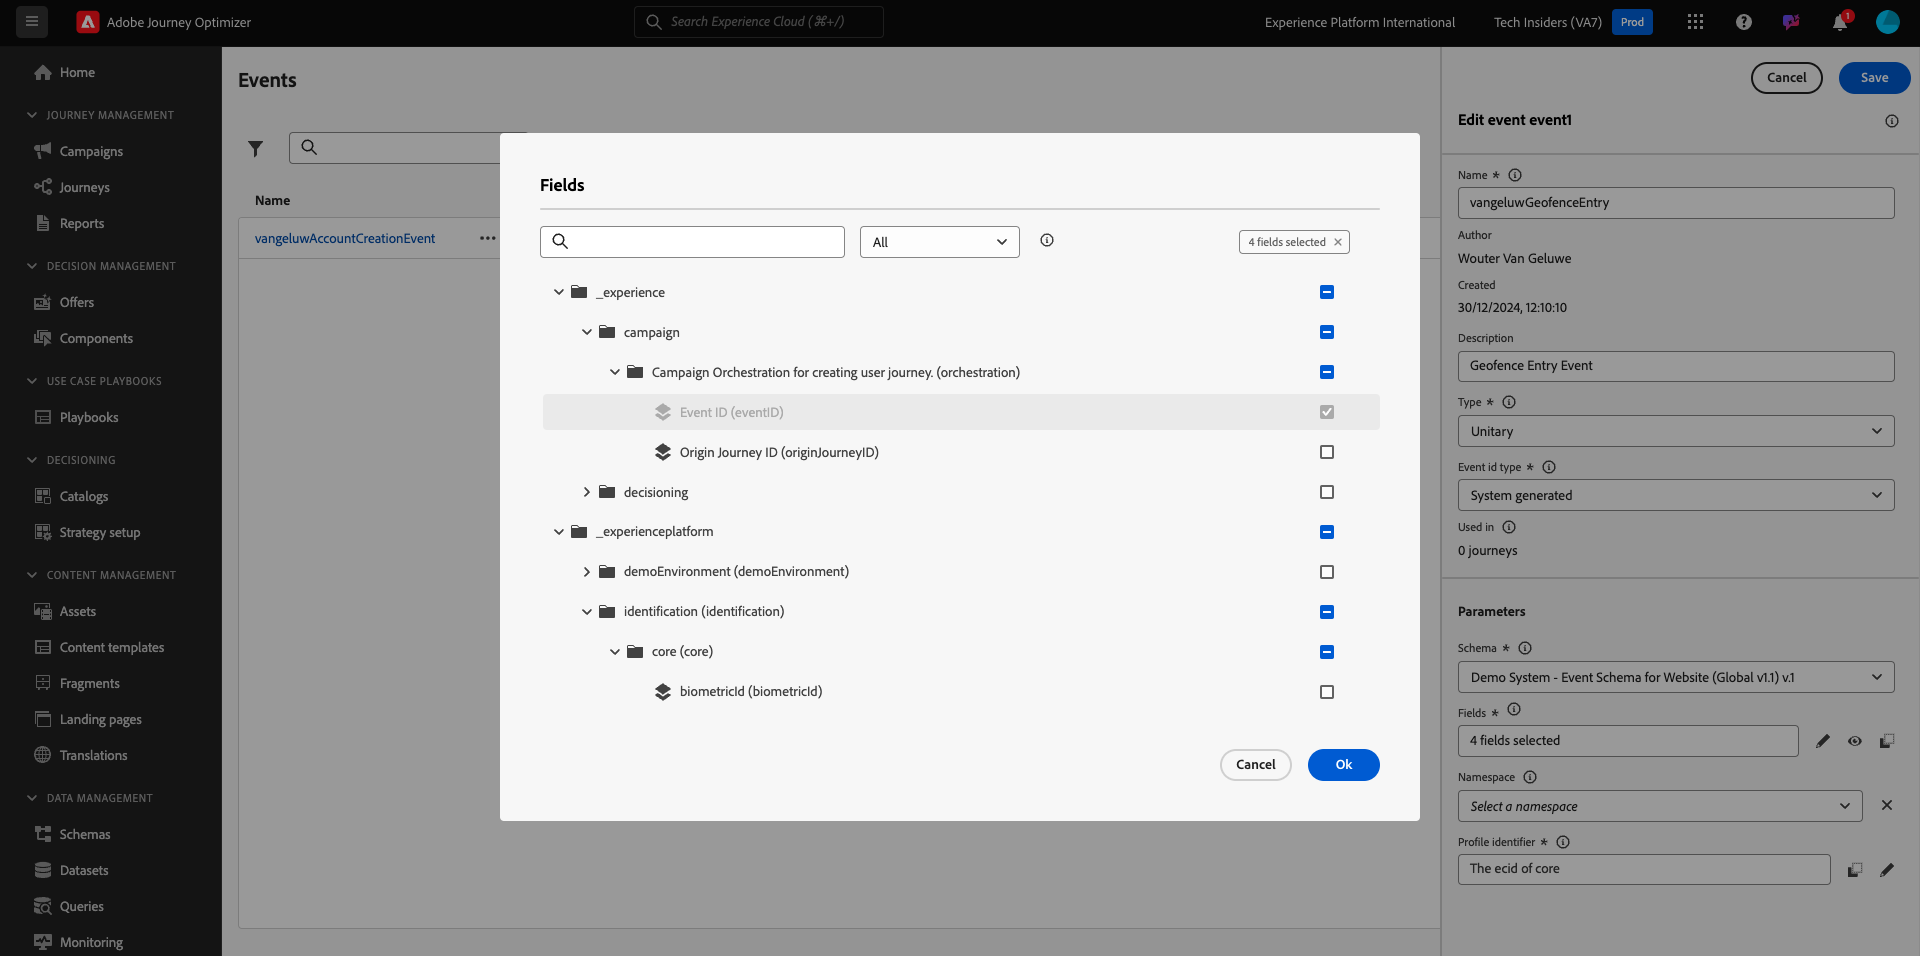 Adobe Journey Optimizer
Search Experience Cloud (⌘+/)
Experience Platform International
Tech Insiders (VA7)
Prod
1
Home
JOURNEY MANAGEMENT
Campaigns
Journeys
Reports
DECISION MANAGEMENT
Offers
Components
USE CASE PLAYBOOKS
Playbooks
DECISIONING
Catalogs
Strategy setup
CONTENT MANAGEMENT
Assets
Content templates
Fragments
Landing pages
Translations
DATA MANAGEMENT
Schemas
Datasets
Queries
Monitoring
Events
Name
vangeluwAccountCreationEvent
Fields
All
4 fields selected
_experience
campaign
Campaign Orchestration for creating user journey. (orchestration)
Event ID (eventID)
Origin Journey ID (originJourneyID)
decisioning
_experienceplatform
demoEnvironment (demoEnvironment)
identification (identification)
core (core)
biometricId (biometricId)
Cancel
Ok
Cancel
Save
Edit event event1
Name *
vangeluwGeofenceEntry
Author
Wouter Van Geluwe
Created
30/12/2024, 12:10:10
Description
Geofence Entry Event
Type *
Unitary
Event id type *
System generated
Used in
0 journeys
Parameters
Schema *
Demo System - Event Schema for Website (Global v1.1) v.1
Fields *
4 fields selected
Namespace
Select a namespace
Profile identifier *
The ecid of core